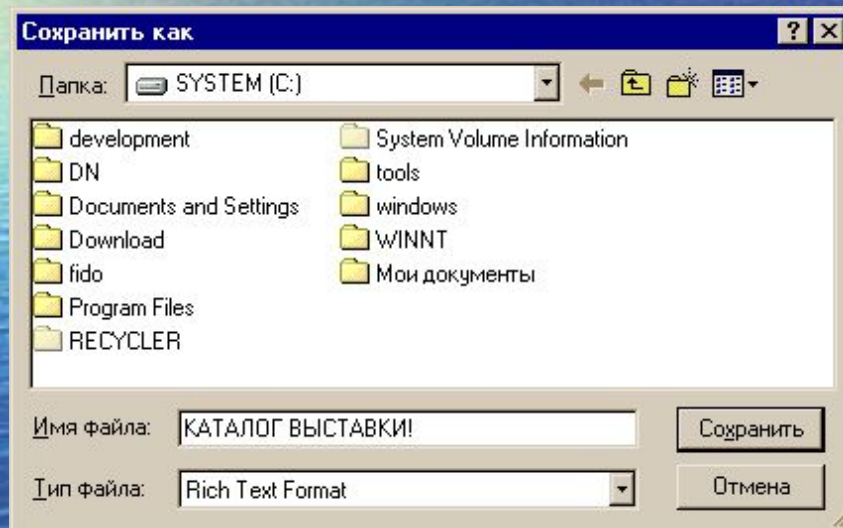 Сохранить как
Папка: SYSTEM (C:)
development
DN
Documents and Settings
Download
fido
Program Files
RECYCLER
System Volume Information
tools
windows
WINNT
Мои документы
Имя файла: КАТАЛОГ ВЫСТАВКИ! Сохранить
Тип файла: Rich Text Format Отмена